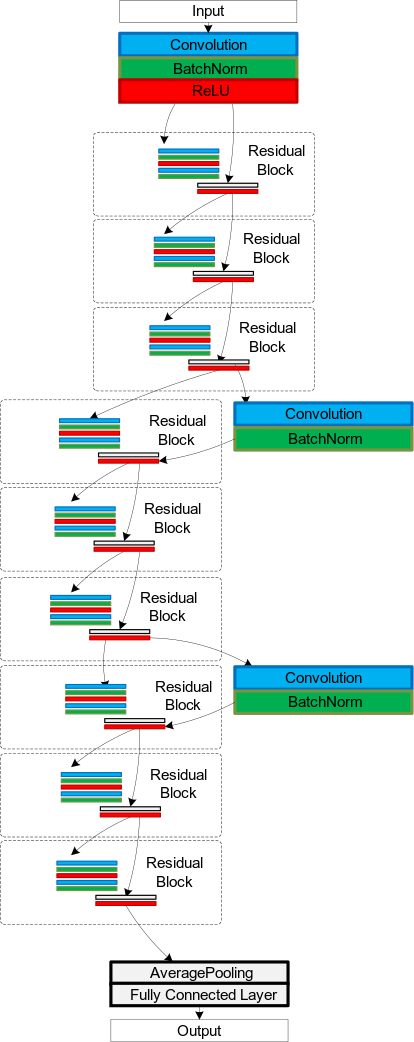 Input
Convolution
BatchNorm
ReLU
Residual
Block
Residual
Block
Residual
Block
Convolution
BatchNorm
Residual
Block
Residual
Block
Residual
Block
Convolution
BatchNorm
Residual
Block
Residual
Block
Residual
Block
AveragePooling
Fully Connected Layer
Output